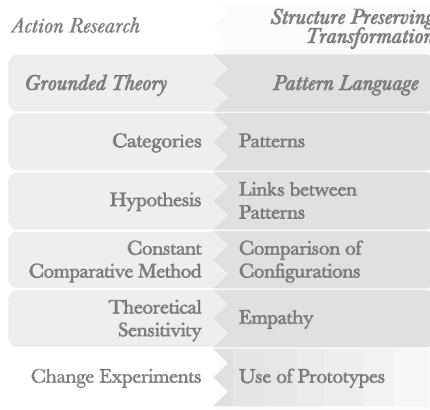 Action Research
Structure Preserving
Transformation
Grounded Theory
Pattern Language
Categories
Patterns
Hypothesis
Links between
Patterns
Constant
Comparative Method
Comparison of
Configurations
Theoretical
Sensitivity
Empathy
Change Experiments
Use of Prototypes